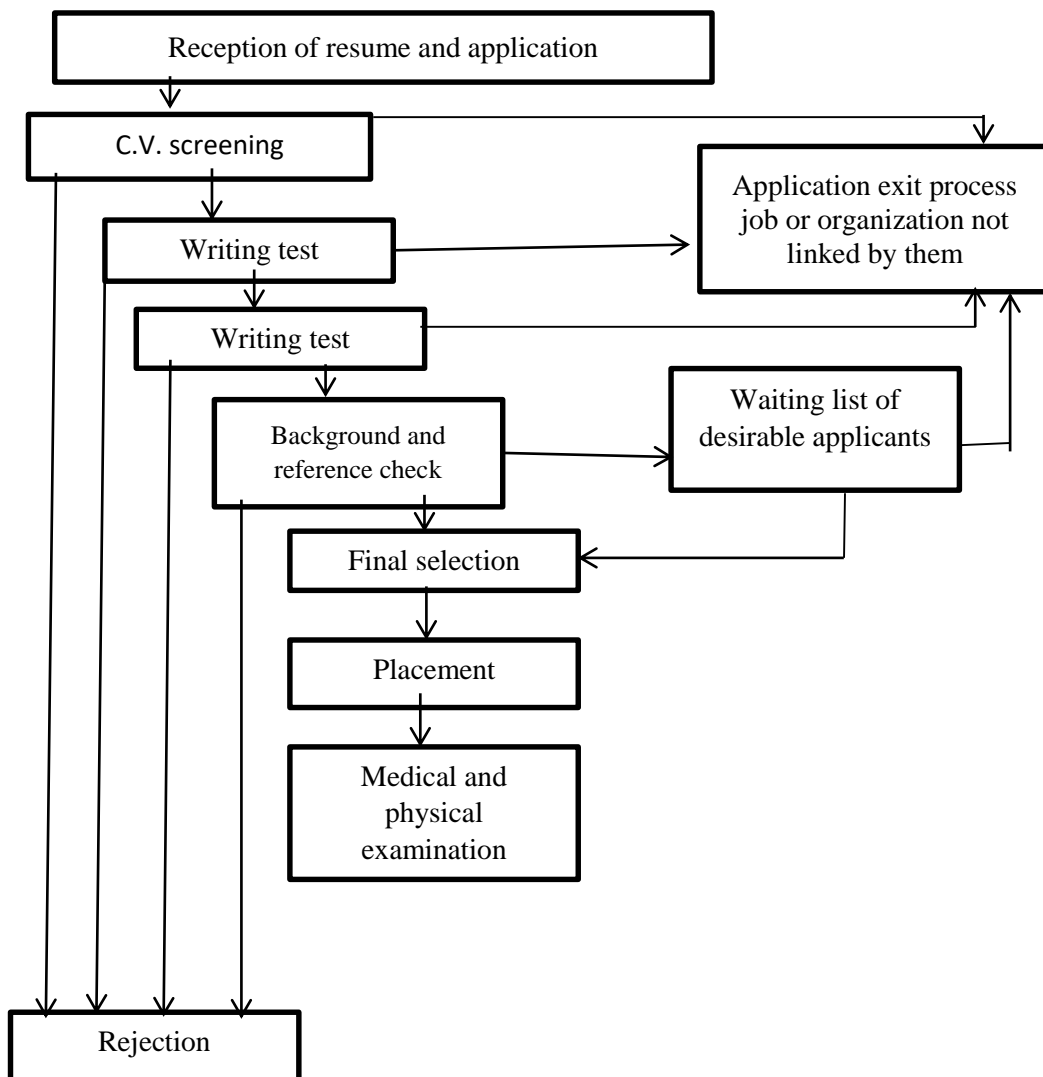 Reception of resume and application
C.V. screening
Application exit process
job or organization not
linked by them
Writing test
Writing test
Waiting list of
desirable applicants
Background and
reference check
Final selection
Placement
Medical and
physical
examination
Rejection